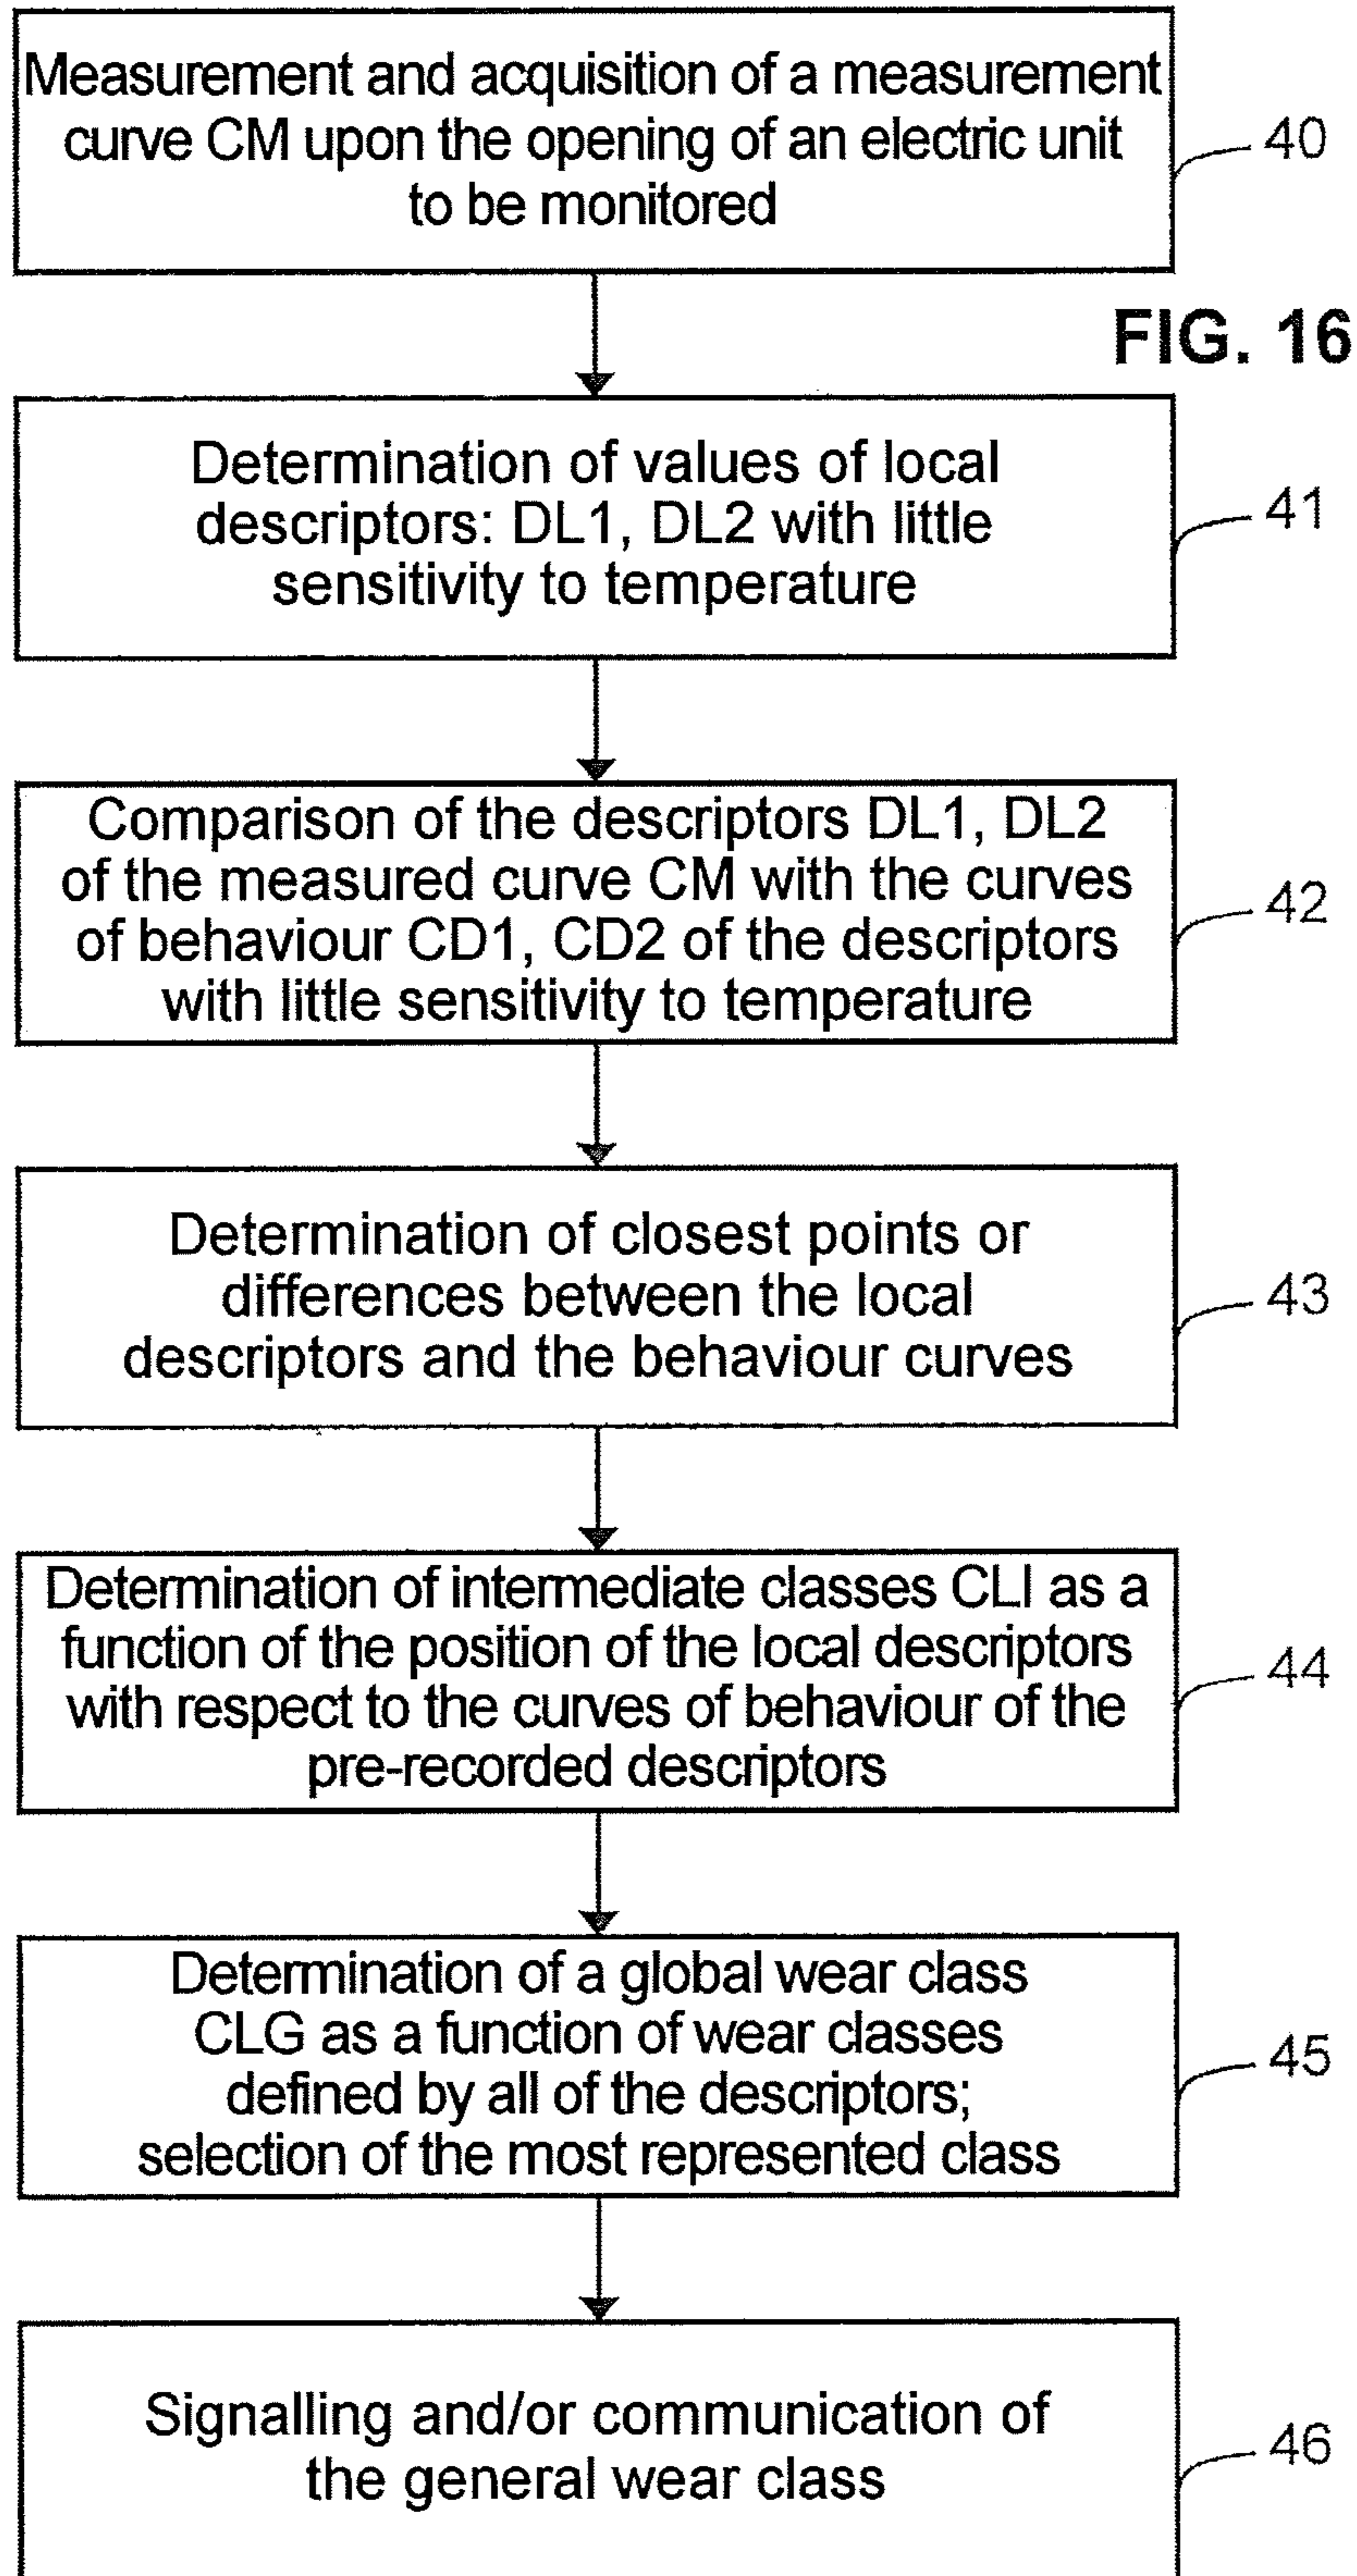 Measurement and acquisition of a measurement
curve CM upon the opening of an electric unit
to be monitored
40
FIG. 16
Determination of values of local
descriptors: DL1, DL2 with little
sensitivity to temperature
41
Comparison of the descriptors DL1, DL2
of the measured curve CM with the curves
of behaviour CD1, CD2 of the descriptors
with little sensitivity to temperature
42
Determination of closest points or
differences between the local
descriptors and the behaviour curves
43
Determination of intermediate classes CLI as a
function of the position of the local descriptors
with respect to the curves of behaviour of the
pre-recorded descriptors
44
Determination of a global wear class
CLG as a function of wear classes
defined by all of the descriptors;
selection of the most represented class
45
Signalling and/or communication of
the general wear class
46